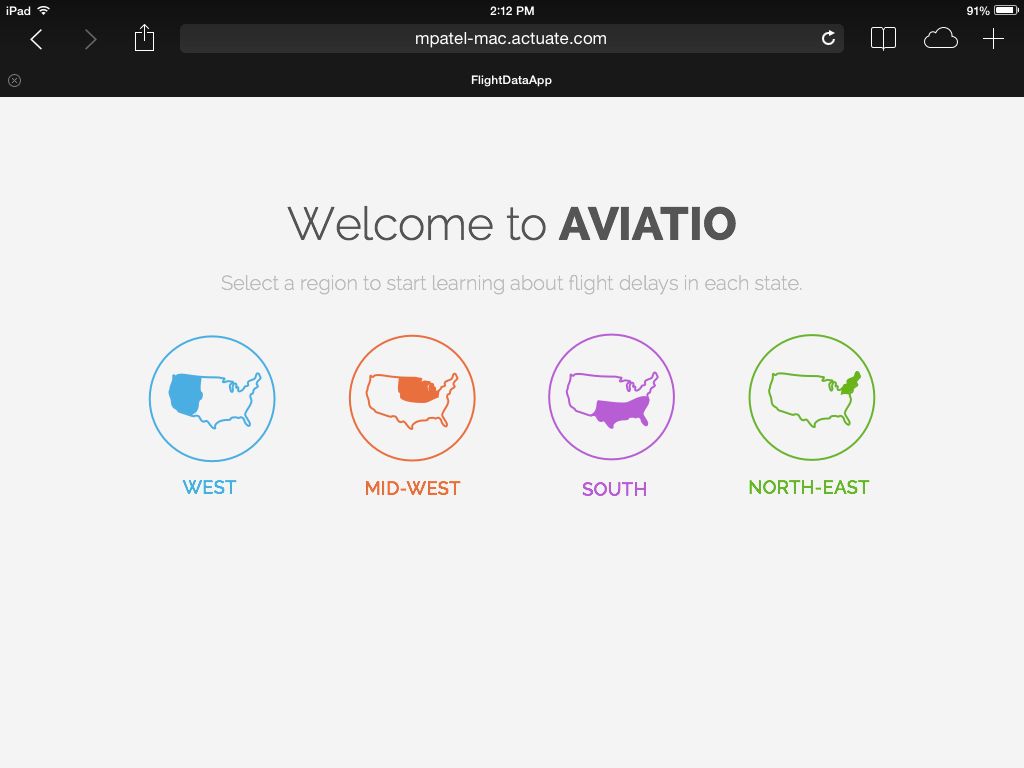 iPad 2:12 PM 91%
mpatel-mac.actuate.com
FlightDataApp
Welcome to AVIATIO
Select a region to start learning about flight delays in each state.
WEST MID-WEST SOUTH NORTH-EAST